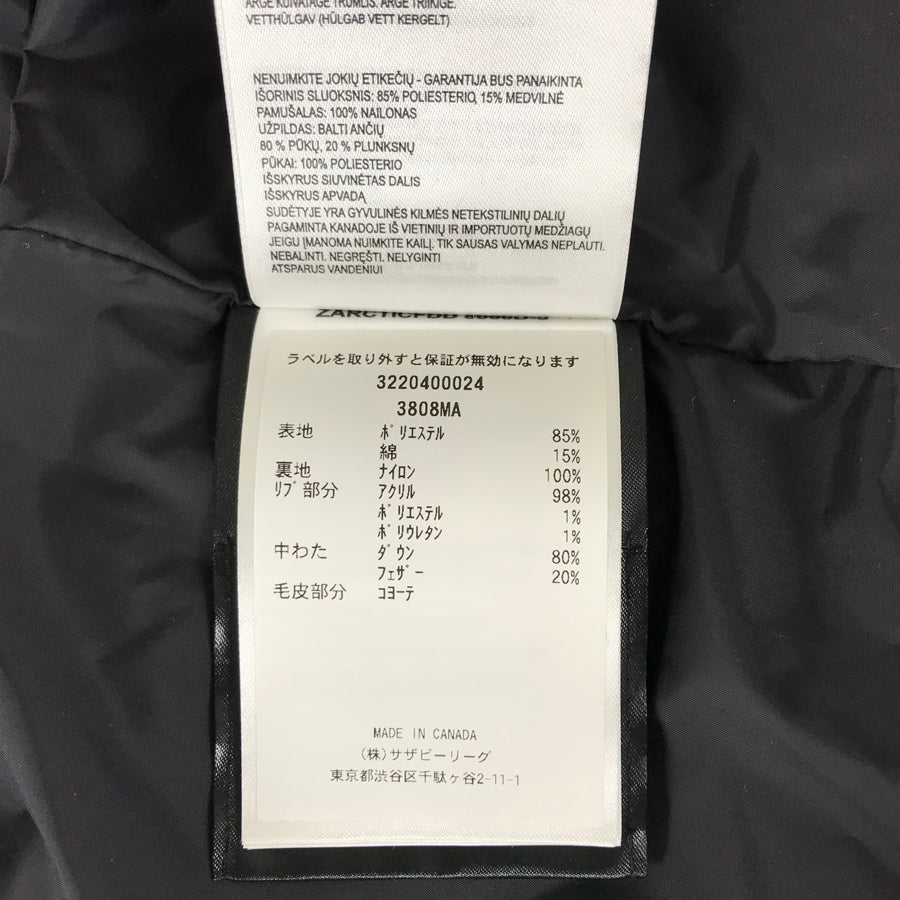 ARGE KUIVATAGE TRUMLIS. ARGE TRIIKIGE.
VETTHÜLGAV (HÜLGAB VETT KERGELT)
NENUIMKITE JOKIŲ ETIKEČIŲ - GARANTIJA BUS PANAIKINTA
IŠORINIS SLUOKSNIS: 85% POLIESTERIO, 15% MEDVILNĖ
PAMUŠALAS: 100% NAILONAS
UŽPILDAS: BALTI ANČIŲ
80 % PŪKŲ, 20 % PLUNKSNŲ
PŪKAI: 100% POLIESTERIO
IŠSKYRUS SIUVINĖTAS DALIS
IŠSKYRUS APVADĄ
SUDĖTYJE YRA GYVULINĖS KILMĖS NETEKSTILINIŲ DALIŲ
PAGAMINTA KANADOJE IŠ VIETINIŲ IR IMPORTUOTŲ MEDŽIAGŲ
JEIGU ĮMANOMA NUIMKITE KAILĮ. TIK SAUSAS VALYMAS NEPLAUTI.
NEBALINTI. NEGRĘŠTI. NELYGINTI
ATSPARUS VANDENIUI
ラベルを取り外すと保証が無効になります
3220400024
3808MA
表地 ﾎﾟﾘｴｽﾃﾙ 85%
綿 15%
裏地 ﾅｲﾛﾝ 100%
ﾘﾌﾞ部分 ｱｸﾘﾙ 98%
ﾎﾟﾘｴｽﾃﾙ 1%
ﾎﾟﾘｳﾚﾀﾝ 1%
中わた ﾀﾞｳﾝ 80%
ﾌｪｻﾞｰ 20%
毛皮部分 ｺﾖｰﾃ
MADE IN CANADA
(株)サザビーリーグ
東京都渋谷区千駄ヶ谷2-11-1